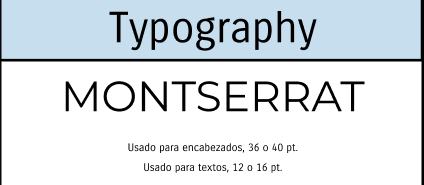 Typography
MONTSERRAT
Usado para encabezados, 36 o 40 pt.
Usado para textos, 12 o 16 pt.